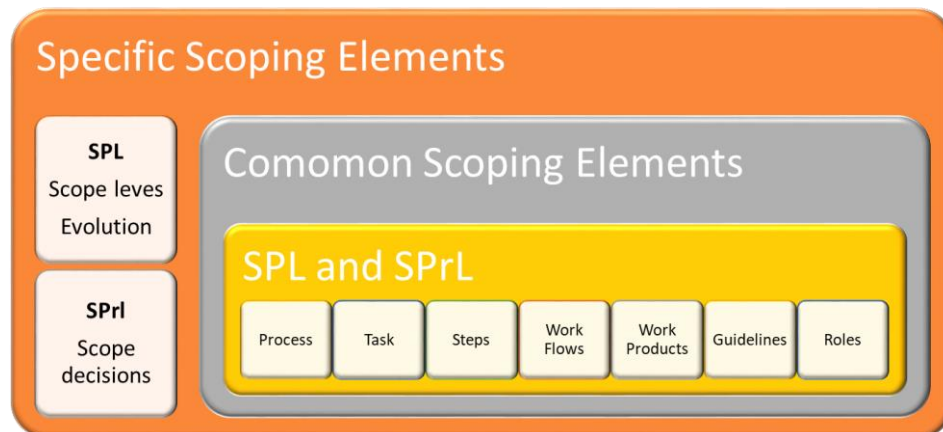 Specific Scoping Elements
SPL
Scope leves
Evolution
SPrl
Scope
decisions
Comomon Scoping Elements
SPL and SPrL
Process
Task
Steps
Work
Flows
Work
Products
Guidelines
Roles